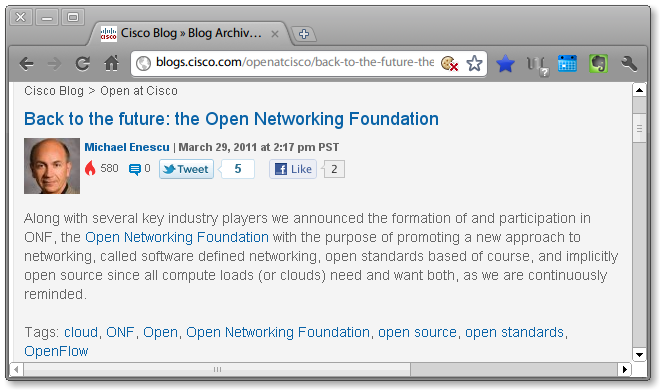 Cisco Blog » Blog Archiv...
blogs.cisco.com/openatcisco/back-to-the-future-the
Cisco Blog > Open at Cisco
Back to the future: the Open Networking Foundation
Michael Enescu | March 29, 2011 at 2:17 pm PST
580 0 Tweet 5 Like 2
Along with several key industry players we announced the formation of and participation in
ONF, the Open Networking Foundation with the purpose of promoting a new approach to
networking, called software defined networking, open standards based of course, and implicitly
open source since all compute loads (or clouds) need and want both, as we are continuously
reminded.
Tags: cloud, ONF, Open, Open Networking Foundation, open source, open standards,
OpenFlow